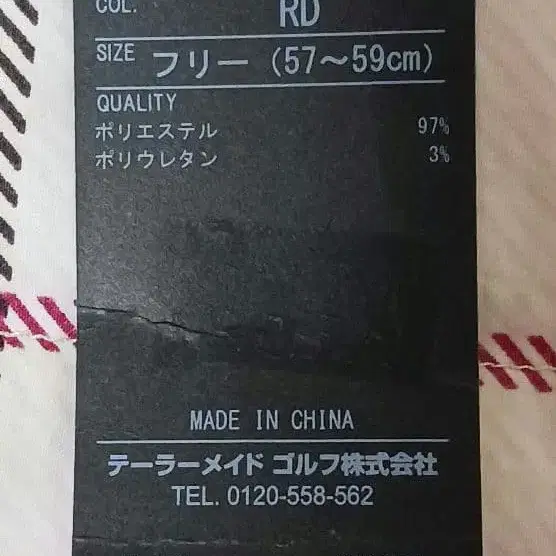 COL. RD
SIZE フリー (57～59cm)
QUALITY
ポリエステル 97%
ポリウレタン 3%
MADE IN CHINA
テーラーメイド ゴルフ株式会社
TEL. 0120-558-562